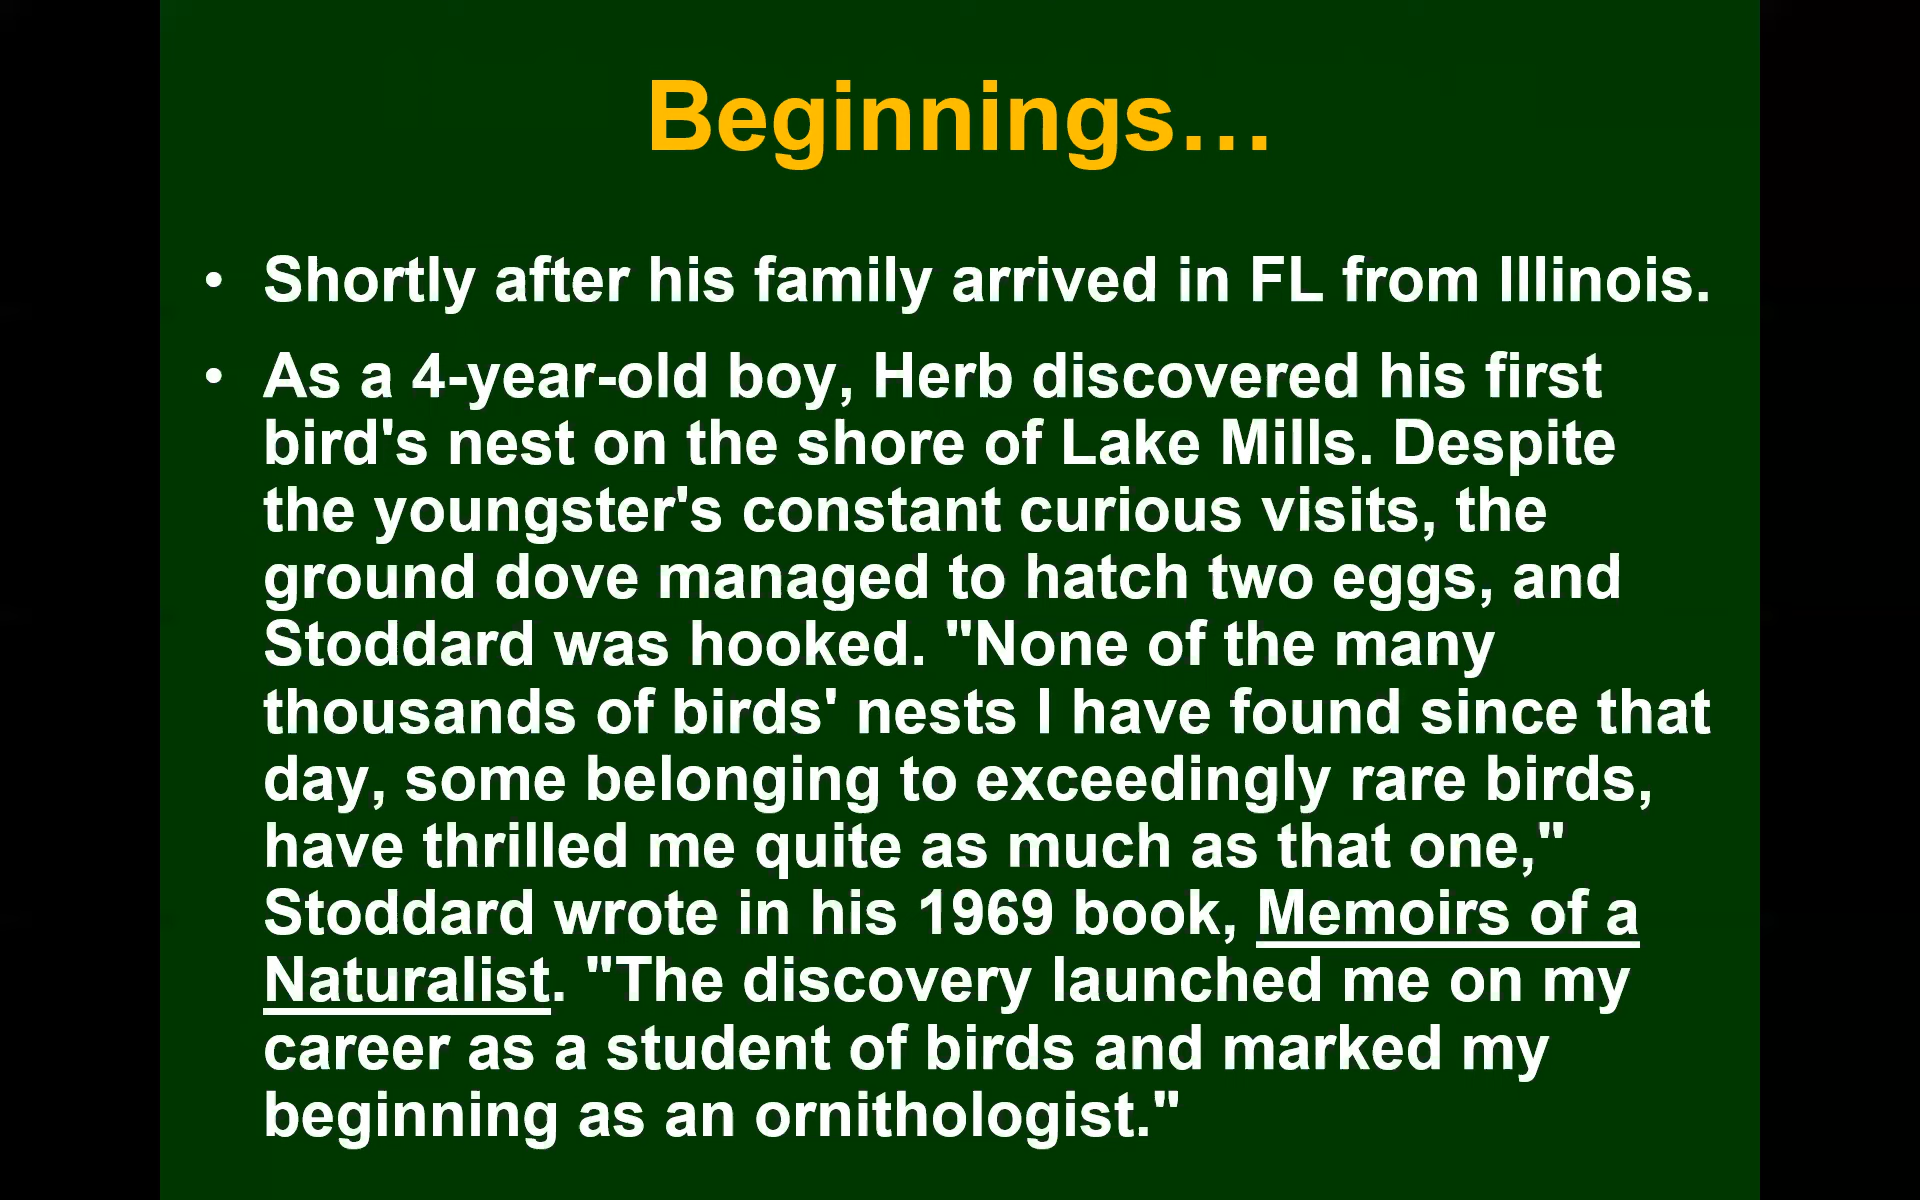 Beginnings…
• Shortly after his family arrived in FL from Illinois.
• As a 4-year-old boy, Herb discovered his first
bird's nest on the shore of Lake Mills. Despite
the youngster's constant curious visits, the
ground dove managed to hatch two eggs, and
Stoddard was hooked. "None of the many
thousands of birds' nests I have found since that
day, some belonging to exceedingly rare birds,
have thrilled me quite as much as that one,"
Stoddard wrote in his 1969 book, Memoirs of a
Naturalist. "The discovery launched me on my
career as a student of birds and marked my
beginning as an ornithologist."